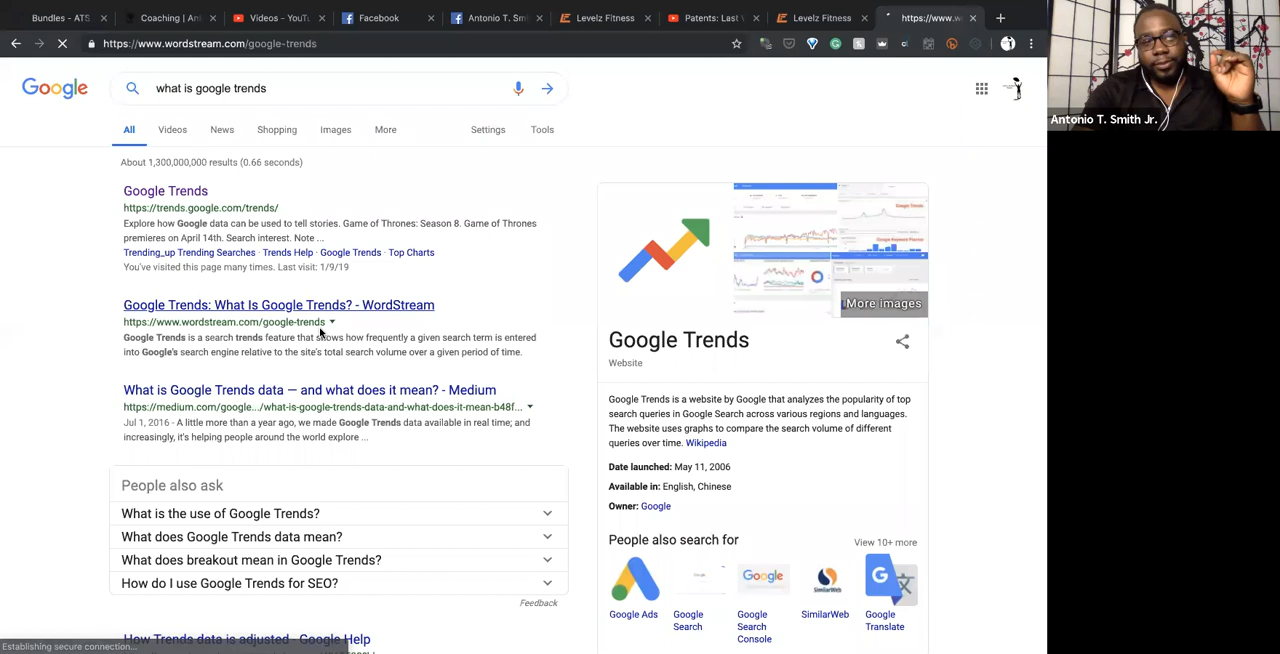 Bundles - ATS
Coaching | Ant
Videos - YouTu
Facebook
Antonio T. Smi
Levelz Fitness
Patents: Last
Levelz Fitness
https://www.w
https://www.wordstream.com/google-trends
Antonio T. Smith Jr.
Google
what is google trends
All
Videos
News
Shopping
Images
More
Settings
Tools
About 1,300,000,000 results (0.66 seconds)
Google Trends
https://trends.google.com/trends/
Explore how Google data can be used to tell stories. Game of Thrones: Season 8. Game of Thrones
premieres on April 14th. Search interest. Note ...
Trending_up Trending Searches · Trends Help · Google Trends · Top Charts
You've visited this page many times. Last visit: 1/9/19
Google Trends: What Is Google Trends? - WordStream
https://www.wordstream.com/google-trends
Google Trends is a search trends feature that shows how frequently a given search term is entered
into Google's search engine relative to the site's total search volume over a given period of time.
What is Google Trends data — and what does it mean? - Medium
https://medium.com/google.../what-is-google-trends-data-and-what-does-it-mean-b48f...
Jul 1, 2016 - A little more than a year ago, we made Google Trends data available in real time; and
increasingly, it's helping people around the world explore ...
People also ask
What is the use of Google Trends?
What does Google Trends data mean?
What does breakout mean in Google Trends?
How do I use Google Trends for SEO?
Feedback
How Trends data is adjusted - Google Help
Establishing secure connection...
Google Trends
Google Keyword Planner
More images
Google Trends
Website
Google Trends is a website by Google that analyzes the popularity of top
search queries in Google Search across various regions and languages.
The website uses graphs to compare the search volume of different
queries over time. Wikipedia
Date launched: May 11, 2006
Available in: English, Chinese
Owner: Google
People also search for
View 10+ more
Google
SimilarWeb
Google Ads
Google
Search
Google
Search
Console
SimilarWeb
Google
Translate